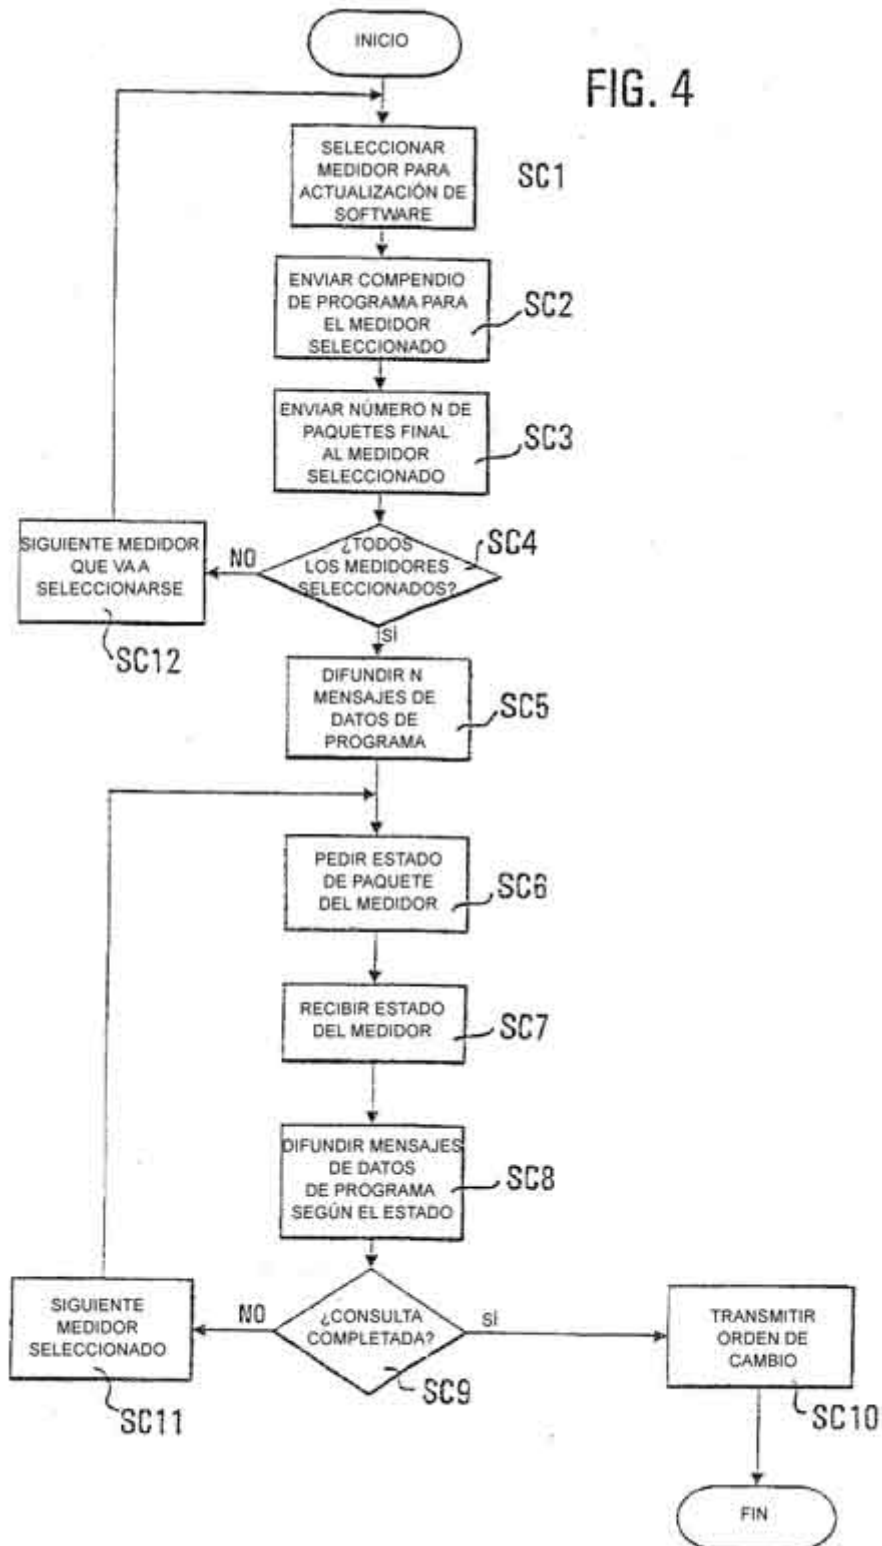 INICIO
FIG. 4
SELECCIONAR
MEDIDOR PARA
ACTUALIZACIÓN DE
SOFTWARE
SC1
ENVIAR COMPENDIO
DE PROGRAMA PARA
EL MEDIDOR
SELECCIONADO
SC2
ENVIAR NÚMERO N DE
PAQUETES FINAL
AL MEDIDOR
SELECCIONADO
SC3
¿TODOS
LOS MEDIDORES
SELECCIONADOS?
SC4
NO
SIGUIENTE MEDIDOR
QUE VA A
SELECCIONARSE
SC12
SÍ
DIFUNDIR N
MENSAJES DE
DATOS DE
PROGRAMA
SC5
PEDIR ESTADO
DE PAQUETE
DEL MEDIDOR
SC6
RECIBIR ESTADO
DEL MEDIDOR
SC7
DIFUNDIR MENSAJES
DE DATOS
DE PROGRAMA
SEGÚN EL ESTADO
SC8
¿CONSULTA
COMPLETADA?
SC9
NO
SIGUIENTE
MEDIDOR
SELECCIONADO
SC11
SÍ
TRANSMITIR
ORDEN DE
CAMBIO
SC10
FIN